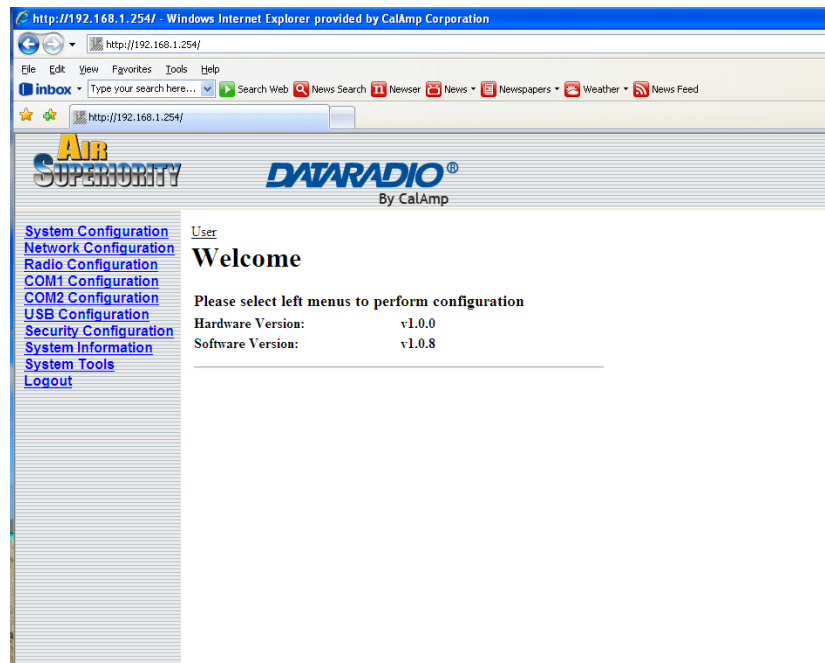 http://192.168.1.254/ - Windows Internet Explorer provided by CalAmp Corporation
http://192.168.1.254/
File Edit View Favorites Tools Help
inbox Type your search here... Search Web News Search n Newser News Newspapers Weather News Feed
http://192.168.1.254/
AIR
SUPERIORITY
DATARADIO®
By CalAmp
System Configuration
Network Configuration
Radio Configuration
COM1 Configuration
COM2 Configuration
USB Configuration
Security Configuration
System Information
System Tools
Logout
User
Welcome
Please select left menus to perform configuration
Hardware Version: v1.0.0
Software Version: v1.0.8